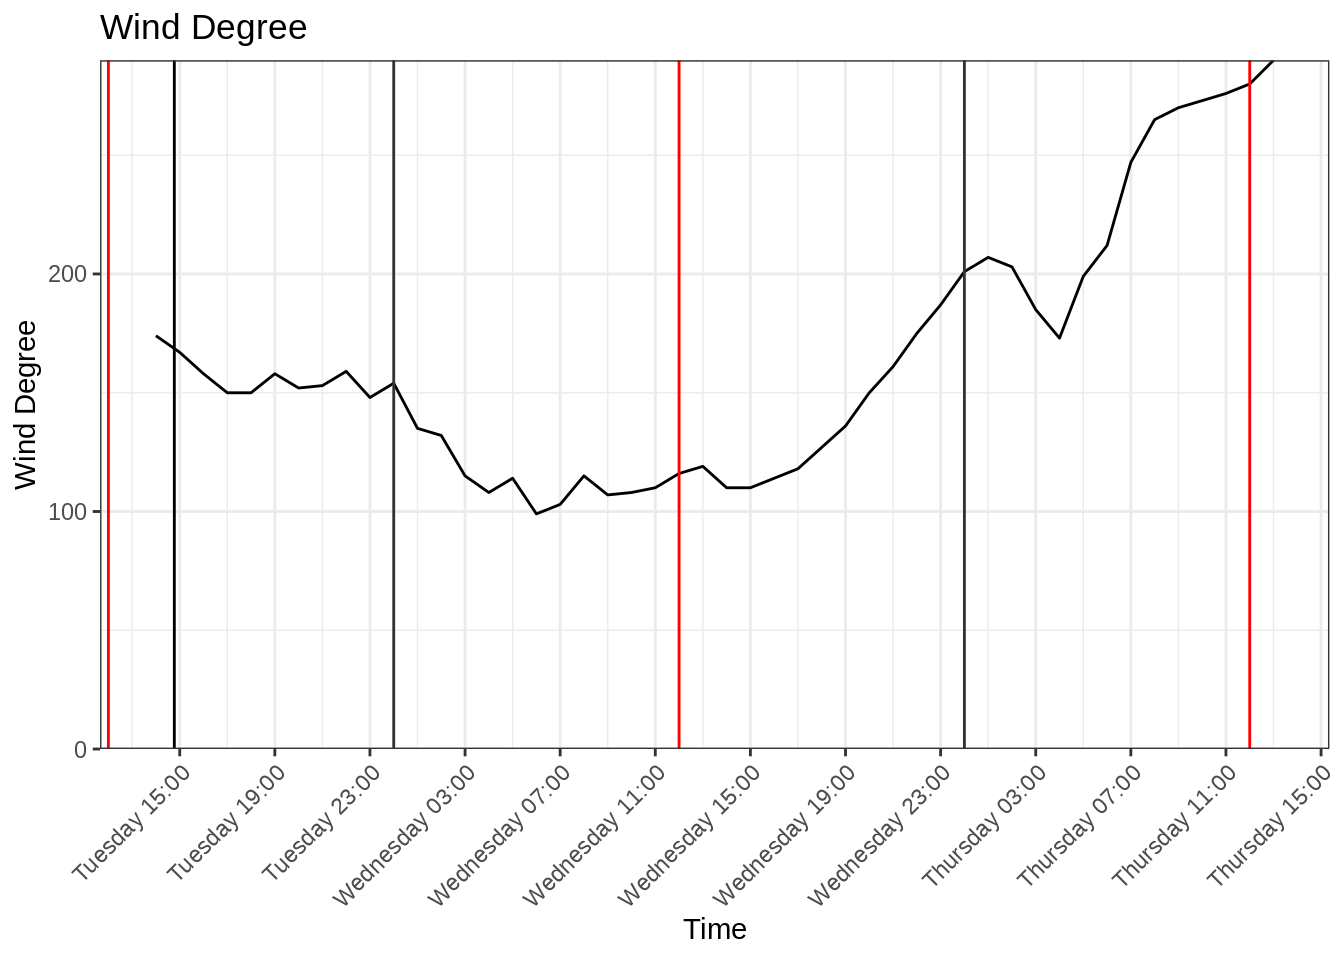 Wind Degree
Wind Degree
200
100
0
Tuesday 15:00
Tuesday 19:00
Tuesday 23:00
Wednesday 03:00
Wednesday 07:00
Wednesday 11:00
Wednesday 15:00
Wednesday 19:00
Wednesday 23:00
Thursday 03:00
Thursday 07:00
Thursday 11:00
Thursday 15:00
Time